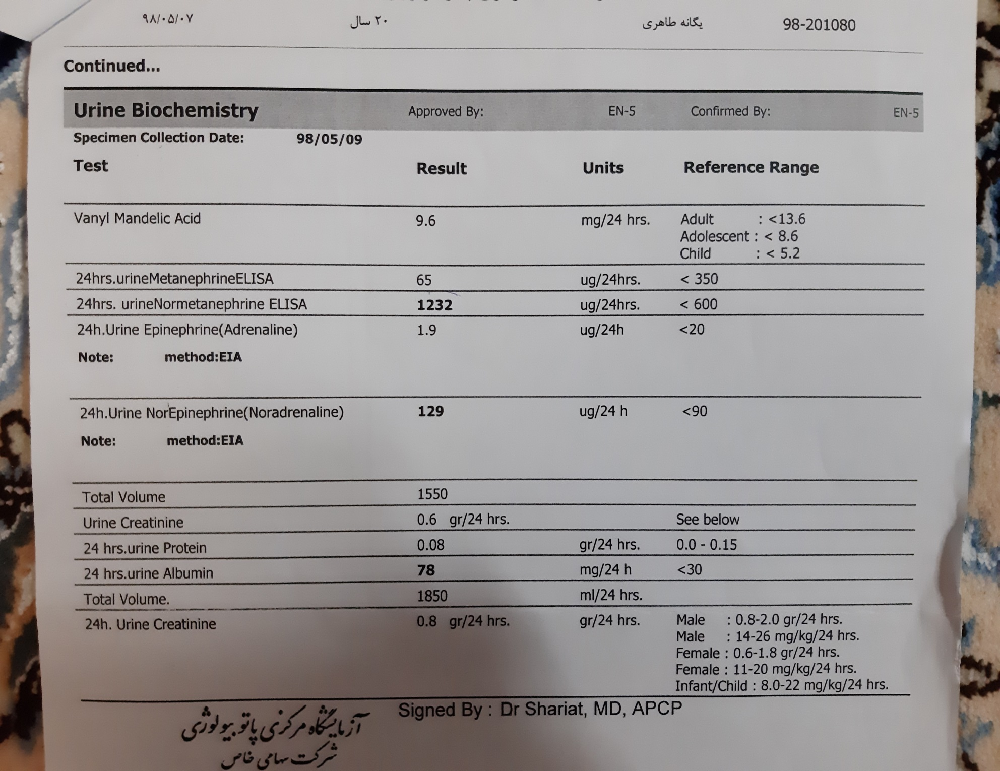 98-201080 یگانه طاهری ۲۰ سال ۹۸/۰۵/۰۷
Continued...
Urine Biochemistry Approved By: EN-5 Confirmed By: EN-5
Specimen Collection Date: 98/05/09
Test Result Units Reference Range
Vanyl Mandelic Acid 9.6 mg/24 hrs. Adult : <13.6
Adolescent : < 8.6
Child : < 5.2
24hrs.urineMetanephrineELISA 65 ug/24hrs. < 350
24hrs. urineNormetanephrine ELISA 1232 ug/24hrs. < 600
24h.Urine Epinephrine(Adrenaline) 1.9 ug/24h <20
Note: method:EIA
24h.Urine NorEpinephrine(Noradrenaline) 129 ug/24 h <90
Note: method:EIA
Total Volume 1550
Urine Creatinine 0.6 gr/24 hrs. See below
24 hrs.urine Protein 0.08 gr/24 hrs. 0.0 - 0.15
24 hrs.urine Albumin 78 mg/24 h <30
Total Volume. 1850 ml/24 hrs.
24h. Urine Creatinine 0.8 gr/24 hrs. gr/24 hrs. Male : 0.8-2.0 gr/24 hrs.
Male : 14-26 mg/kg/24 hrs.
Female : 0.6-1.8 gr/24 hrs.
Female : 11-20 mg/kg/24 hrs.
Infant/Child : 8.0-22 mg/kg/24 hrs.
Signed By : Dr Shariat, MD, APCP
آزمایشگاه مرکزی پاتوبیولوژی
شرکت سهامی خاص